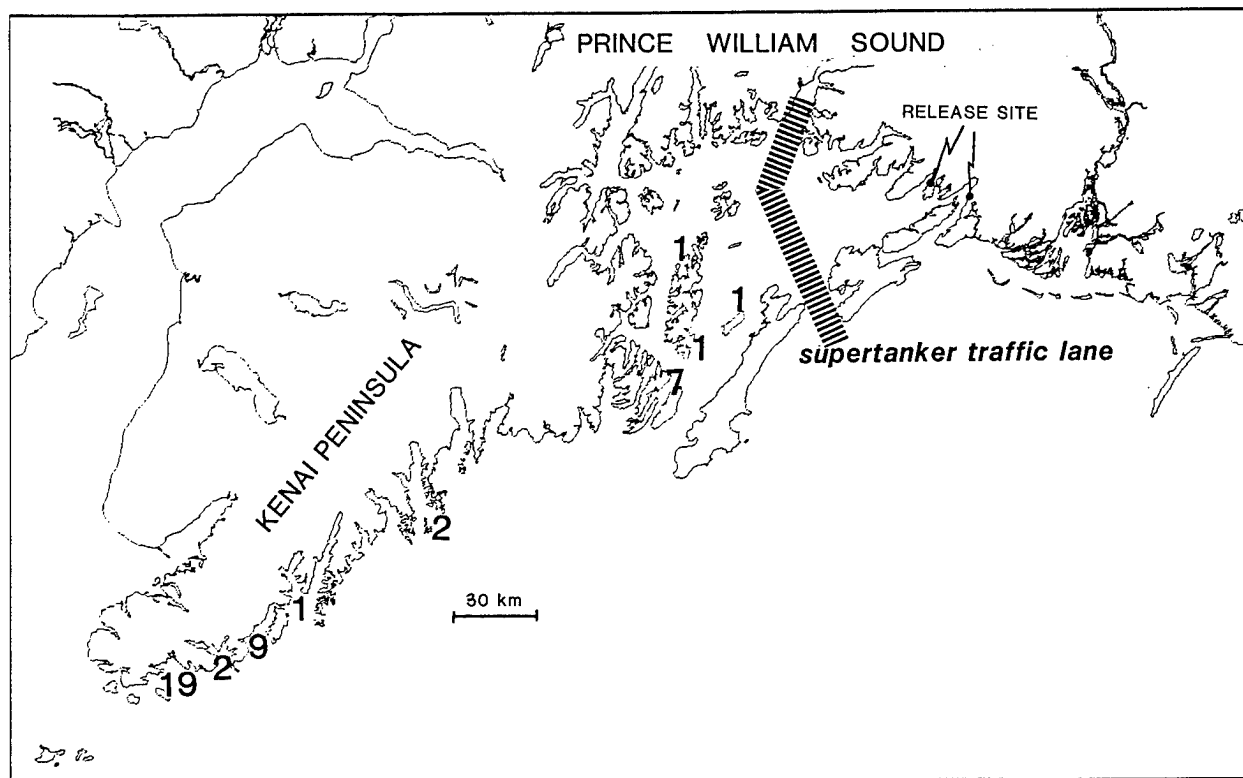 PRINCE WILLIAM SOUND
RELEASE SITE
1
1
supertanker traffic lane
1
7
KENAI PENINSULA
2
30 km
1
9
2
19